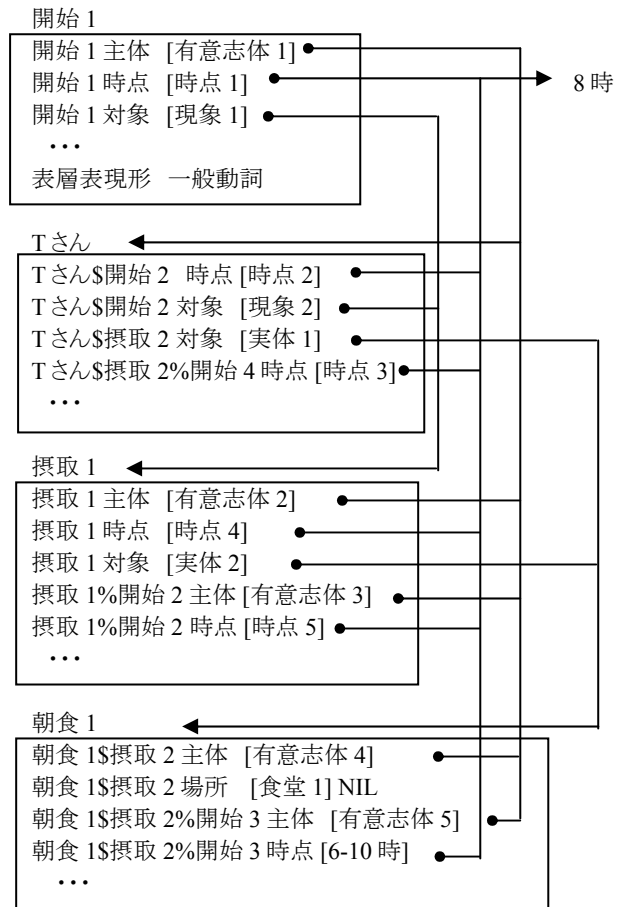 開始 1
開始 1 主体 [有意志体 1]
開始 1 時点 [時点 1]
8 時
開始 1 対象 [現象 1]
・・・
表層表現形 一般動詞
T さん
T さん$開始 2 時点 [時点 2]
T さん$開始 2 対象 [現象 2]
T さん$摂取 2 対象 [実体 1]
T さん$摂取 2%開始 4 時点 [時点 3]
・・・
摂取 1
摂取 1 主体 [有意志体 2]
摂取 1 時点 [時点 4]
摂取 1 対象 [実体 2]
摂取 1%開始 2 主体 [有意志体 3]
摂取 1%開始 2 時点 [時点 5]
・・・
朝食 1
朝食 1$摂取 2 主体 [有意志体 4]
朝食 1$摂取 2 場所 [食堂 1] NIL
朝食 1$摂取 2%開始 3 主体 [有意志体 5]
朝食 1$摂取 2%開始 3 時点 [6-10 時]
・・・